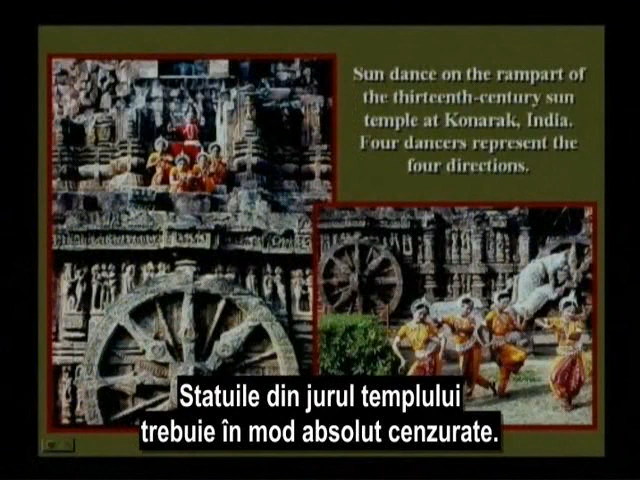 Sun dance on the rampart of
the thirteenth-century sun
temple at Konarak, India.
Four dancers represent the
four directions.
Statuile din jurul templului
trebuie în mod absolut cenzurate.